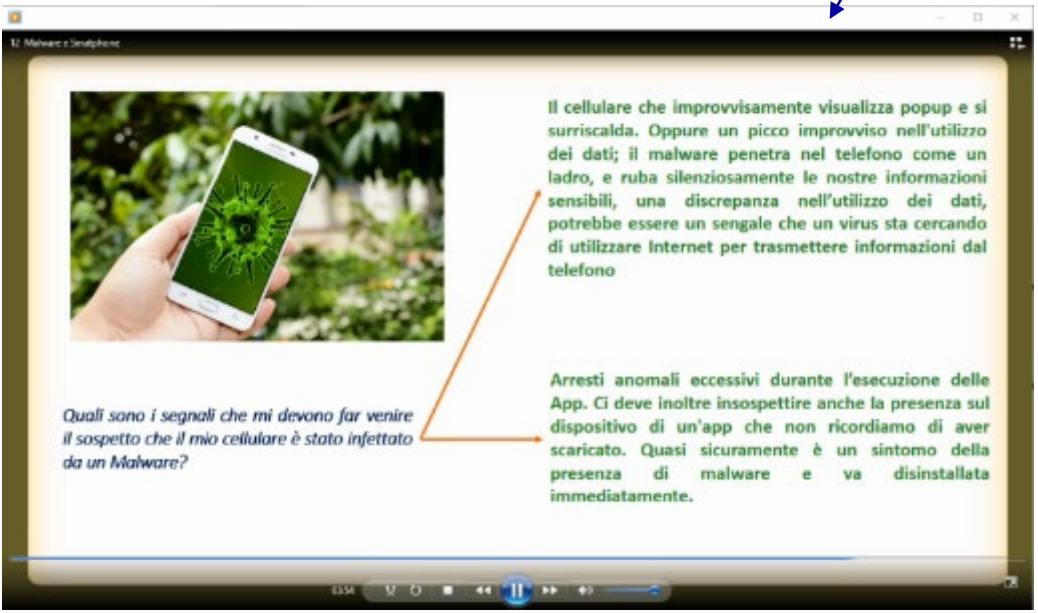 12 Malware e Smatphone
Il cellulare che improvvisamente visualizza popup e si
surriscalda. Oppure un picco improvviso nell'utilizzo
dei dati; il malware penetra nel telefono come un
ladro, e ruba silenziosamente le nostre informazioni
sensibili, una discrepanza nell'utilizzo dei dati,
potrebbe essere un sengale che un virus sta cercando
di utilizzare Internet per trasmettere informazioni dal
telefono
Quali sono i segnali che mi devono far venire
il sospetto che il mio cellulare è stato infettato
da un Malware?
Arresti anomali eccessivi durante l'esecuzione delle
App. Ci deve inoltre insospettire anche la presenza sul
dispositivo di un'app che non ricordiamo di aver
scaricato. Quasi sicuramente è un sintomo della
presenza di malware e va disinstallata
immediatamente.
03:54